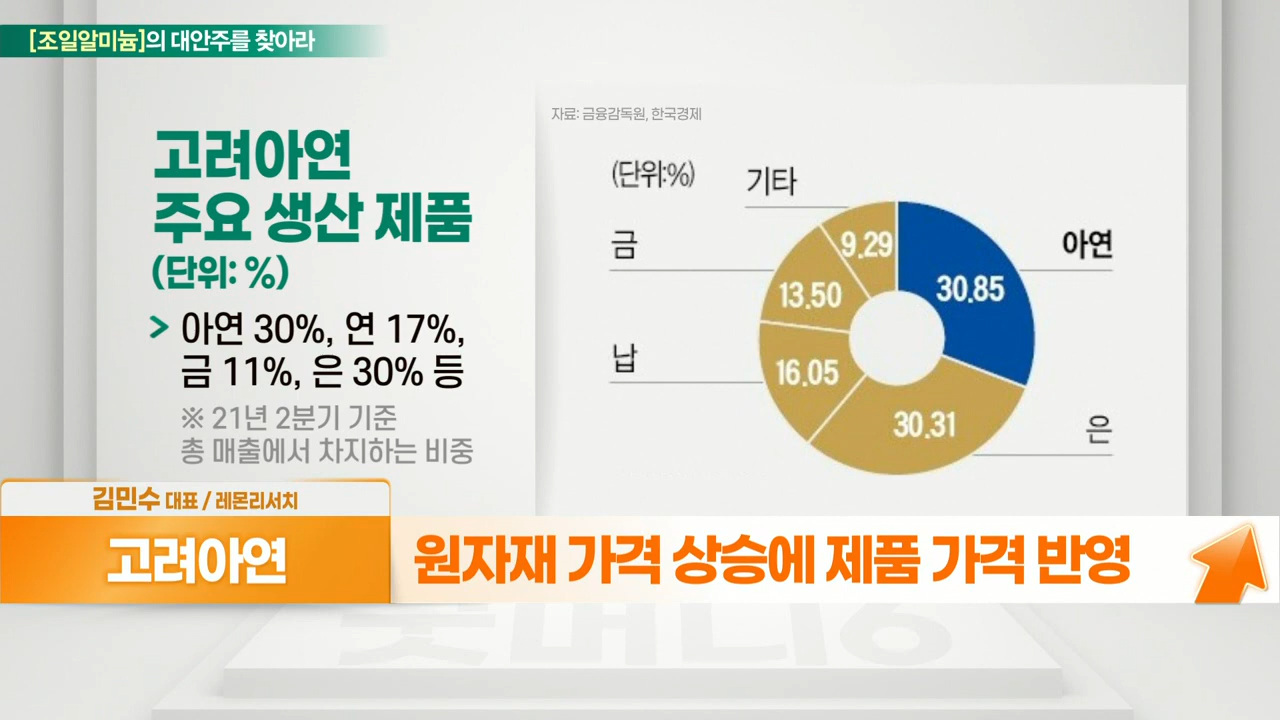 [조일알미늄]의 대안주를 찾아라
고려아연
주요 생산 제품
(단위: %)
> 아연 30%, 연 17%,
금 11%, 은 30% 등
※ 21년 2분기 기준
총 매출에서 차지하는 비중
자료: 금융감독원, 한국경제
(단위:%)
기타
9.29
금
13.50
아연
30.85
납
16.05
은
30.31
김민수 대표 / 레몬리서치
고려아연
원자재 가격 상승에 제품 가격 반영